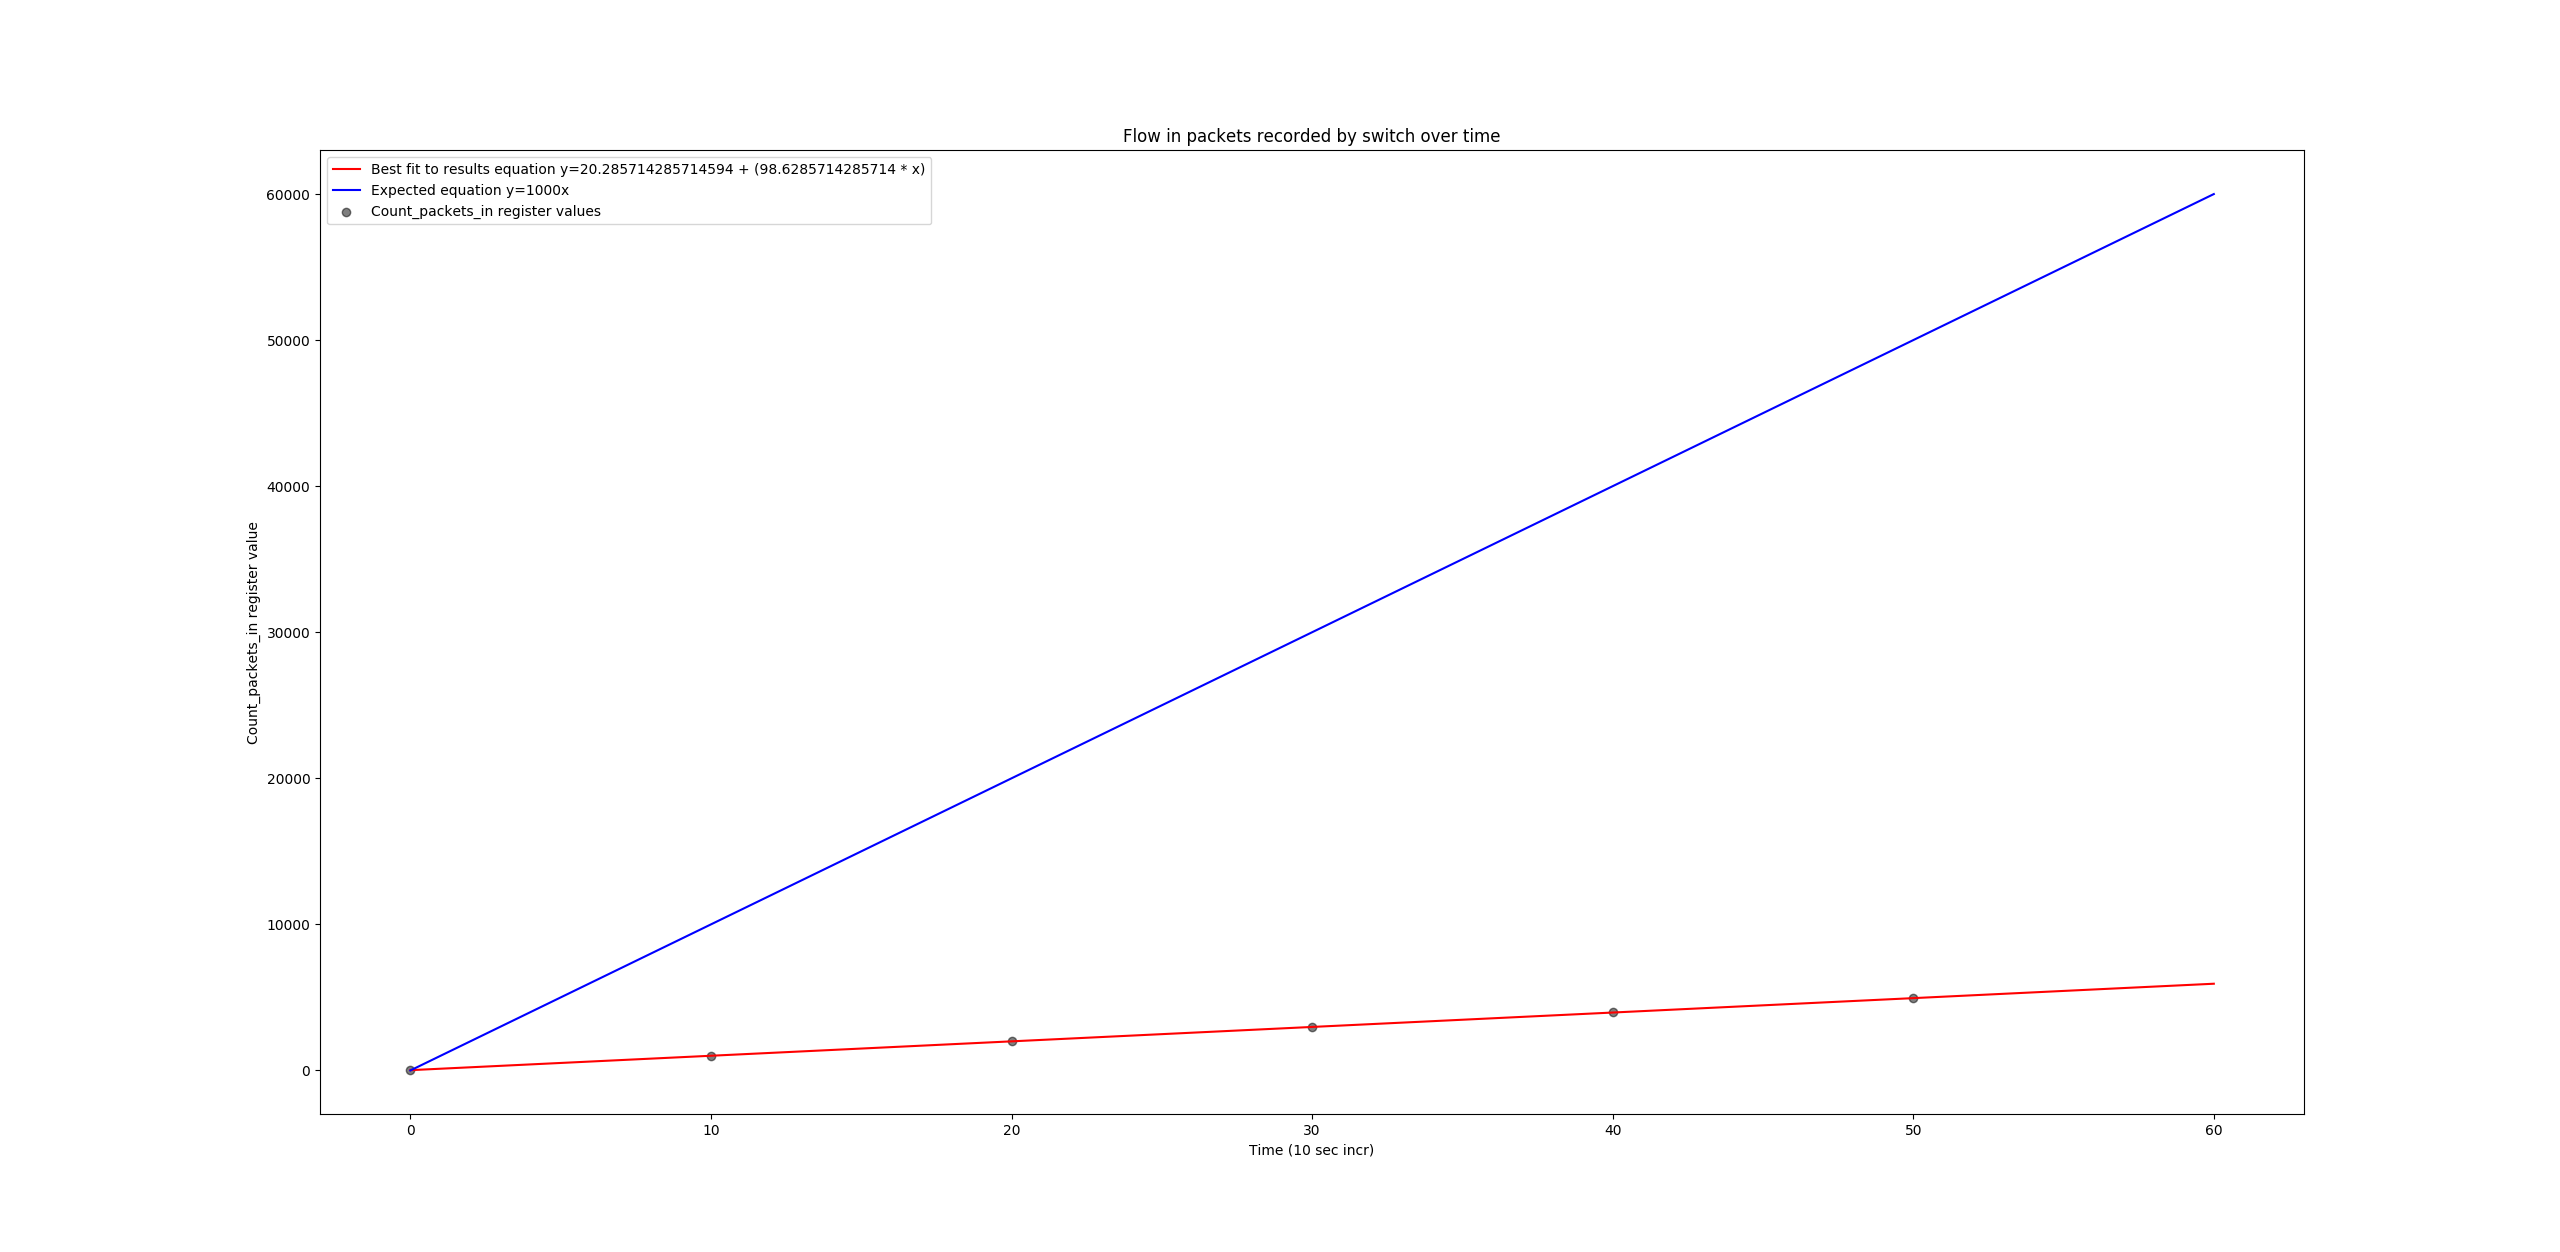 Flow in packets recorded by switch over time
Best fit to results equation y=20.285714285714594 + (98.6285714285714 * x)
Expected equation y=1000x
Count_packets_in register values
60000
50000
40000
30000
20000
10000
0
Count_packets_in register value
0 10 20 30 40 50 60
Time (10 sec incr)